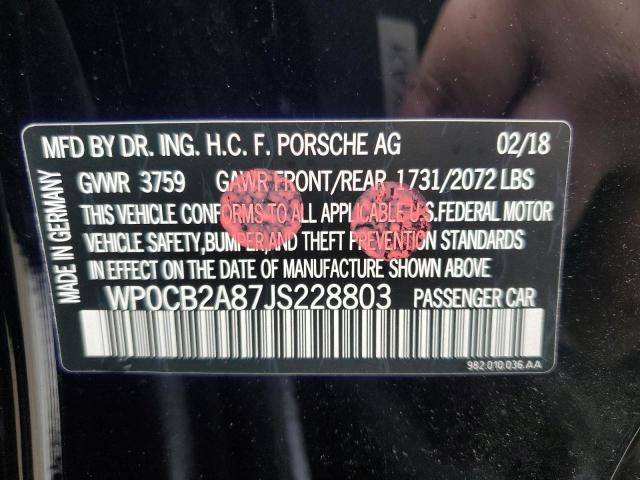 MFD BY DR. ING. H.C. F. PORSCHE AG 02/18
GVWR 3759 GAWR FRONT/REAR 1731/2072 LBS
THIS VEHICLE CONFORMS TO ALL APPLICABLE U.S.FEDERAL MOTOR
VEHICLE SAFETY,BUMPER,AND THEFT PREVENTION STANDARDS
IN EFFECT ON THE DATE OF MANUFACTURE SHOWN ABOVE
WP0CB2A87JS228803 PASSENGER CAR
982.010.036.AA
MADE IN GERMANY